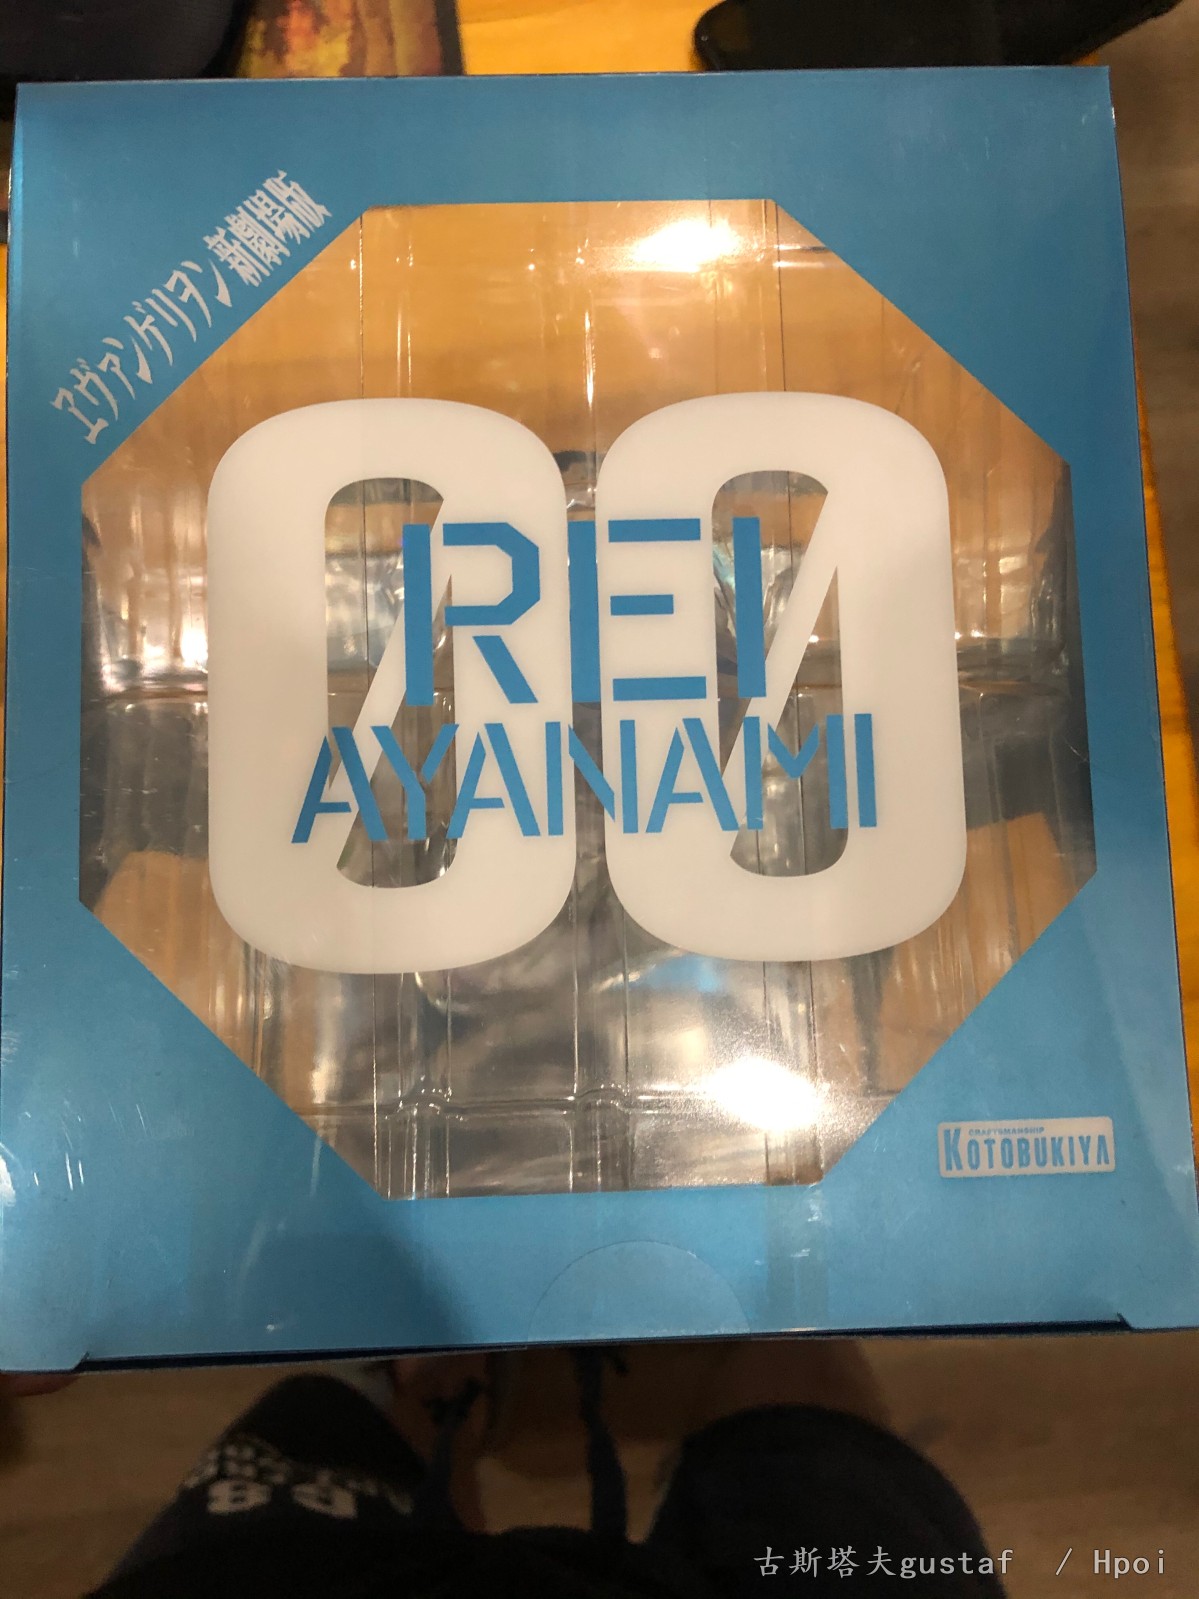 ヱヴァンゲリヲン新劇場版
00
REI
AYANAMI
CRAFTSMANSHIP
KOTOBUKIYA
古斯塔夫gustaf / Hpoi